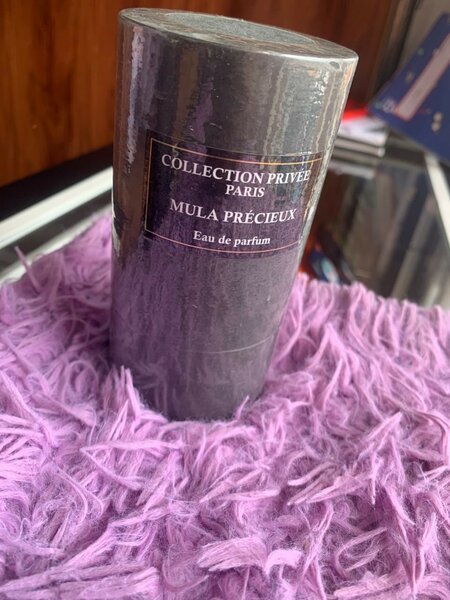 COLLECTION PRIVÉE
PARIS
MULA PRÉCIEUX
Eau de parfum